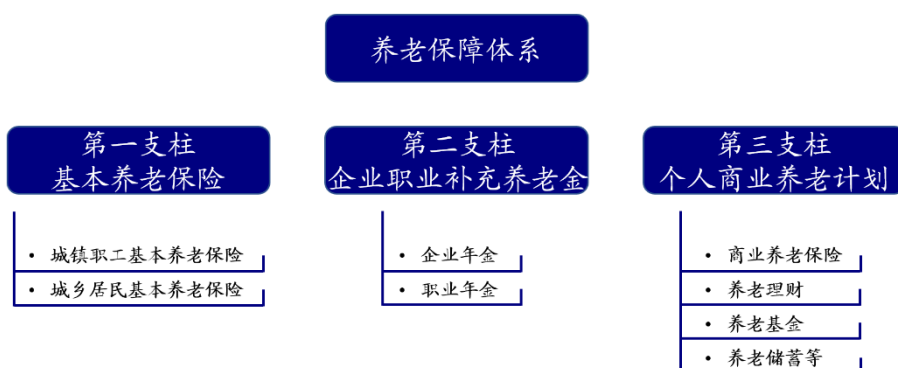 养老保障体系
第一支柱
基本养老保险
• 城镇职工基本养老保险
• 城乡居民基本养老保险
第二支柱
企业职业补充养老金
• 企业年金
• 职业年金
第三支柱
个人商业养老计划
• 商业养老保险
• 养老理财
• 养老基金
• 养老储蓄等